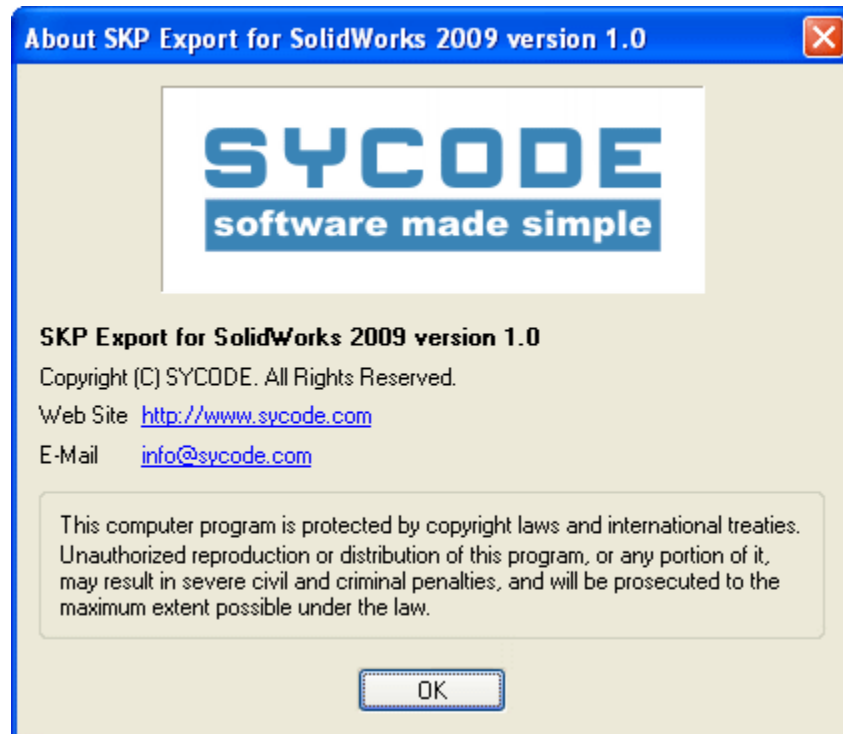 About SKP Export for SolidWorks 2009 version 1.0
SYCODE
software made simple
SKP Export for SolidWorks 2009 version 1.0
Copyright (C) SYCODE. All Rights Reserved.
Web Site http://www.sycode.com
E-Mail info@sycode.com
This computer program is protected by copyright laws and international treaties.
Unauthorized reproduction or distribution of this program, or any portion of it,
may result in severe civil and criminal penalties, and will be prosecuted to the
maximum extent possible under the law.
OK